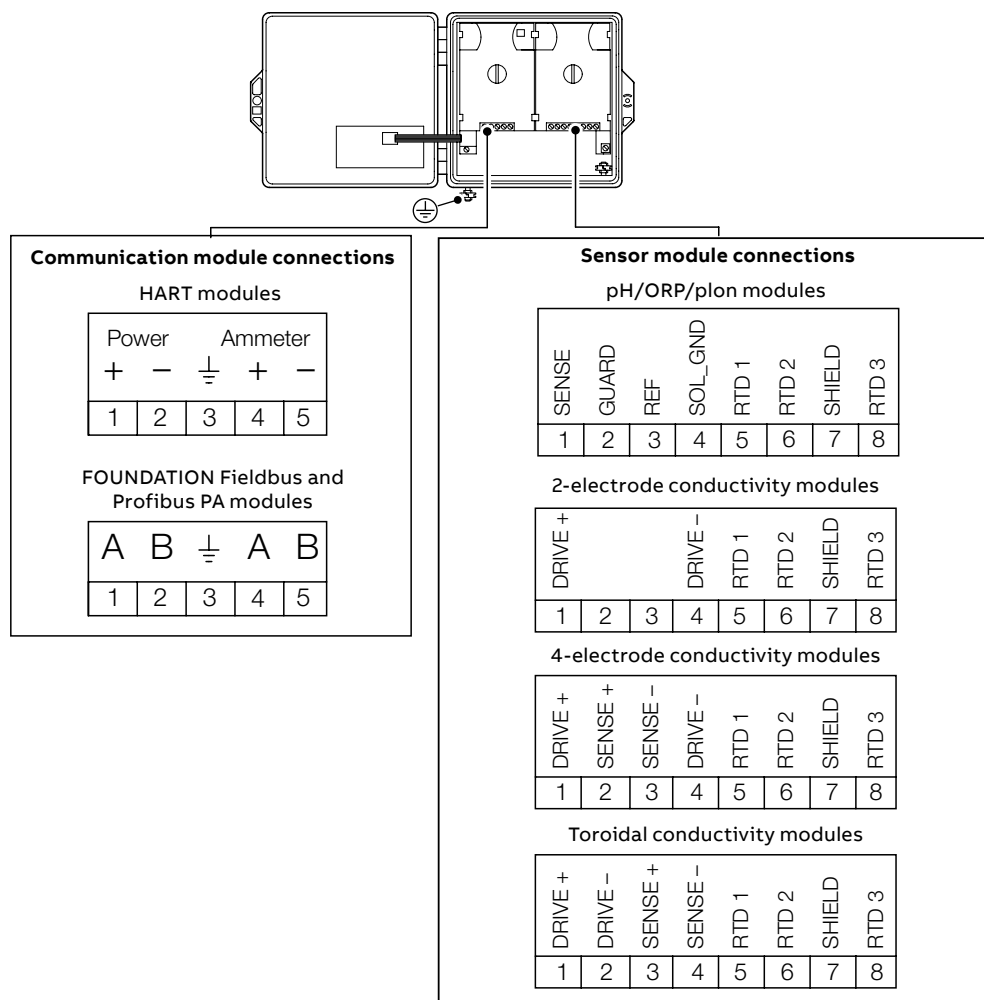 Communication module connections
HART modules
Power Ammeter
+ − ⏚ + −
1 2 3 4 5
FOUNDATION Fieldbus and
Profibus PA modules
A B ⏚ A B
1 2 3 4 5
Sensor module connections
pH/ORP/pIon modules
SENSE GUARD REF SOL_GND RTD 1 RTD 2 SHIELD RTD 3
1 2 3 4 5 6 7 8
2-electrode conductivity modules
DRIVE + DRIVE – RTD 1 RTD 2 SHIELD RTD 3
1 2 3 4 5 6 7 8
4-electrode conductivity modules
DRIVE + SENSE + SENSE – DRIVE – RTD 1 RTD 2 SHIELD RTD 3
1 2 3 4 5 6 7 8
Toroidal conductivity modules
DRIVE + DRIVE – SENSE + SENSE – RTD 1 RTD 2 SHIELD RTD 3
1 2 3 4 5 6 7 8